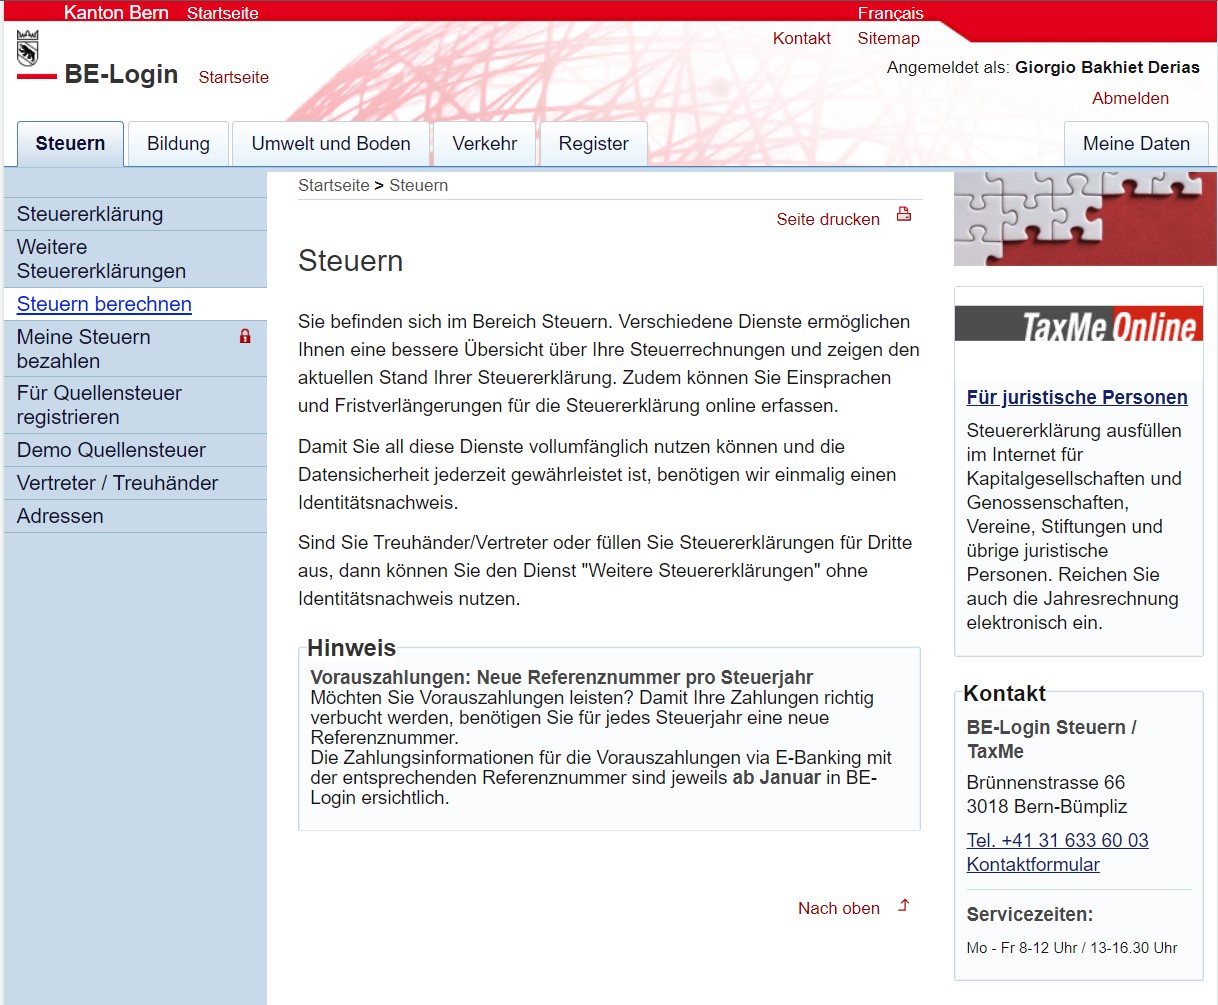 Kanton Bern Startseite Français
Kontakt Sitemap
BE-Login Startseite
Angemeldet als: Giorgio Bakhiet Derias
Abmelden
Steuern Bildung Umwelt und Boden Verkehr Register Meine Daten
Steuererklärung
Weitere
Steuererklärungen
Steuern berechnen
Meine Steuern
bezahlen
Für Quellensteuer
registrieren
Demo Quellensteuer
Vertreter / Treuhänder
Adressen
Startseite > Steuern
Seite drucken
Steuern
Sie befinden sich im Bereich Steuern. Verschiedene Dienste ermöglichen
Ihnen eine bessere Übersicht über Ihre Steuerrechnungen und zeigen den
aktuellen Stand Ihrer Steuererklärung. Zudem können Sie Einsprachen
und Fristverlängerungen für die Steuererklärung online erfassen.
Damit Sie all diese Dienste vollumfänglich nutzen können und die
Datensicherheit jederzeit gewährleistet ist, benötigen wir einmalig einen
Identitätsnachweis.
Sind Sie Treuhänder/Vertreter oder füllen Sie Steuererklärungen für Dritte
aus, dann können Sie den Dienst "Weitere Steuererklärungen" ohne
Identitätsnachweis nutzen.
Hinweis
Vorauszahlungen: Neue Referenznummer pro Steuerjahr
Möchten Sie Vorauszahlungen leisten? Damit Ihre Zahlungen richtig
verbucht werden, benötigen Sie für jedes Steuerjahr eine neue
Referenznummer.
Die Zahlungsinformationen für die Vorauszahlungen via E-Banking mit
der entsprechenden Referenznummer sind jeweils ab Januar in BE-
Login ersichtlich.
Nach oben
TaxMe Online
Für juristische Personen
Steuererklärung ausfüllen
im Internet für
Kapitalgesellschaften und
Genossenschaften,
Vereine, Stiftungen und
übrige juristische
Personen. Reichen Sie
auch die Jahresrechnung
elektronisch ein.
Kontakt
BE-Login Steuern /
TaxMe
Brünnenstrasse 66
3018 Bern-Bümpliz
Tel. +41 31 633 60 03
Kontaktformular
Servicezeiten:
Mo - Fr 8-12 Uhr / 13-16.30 Uhr